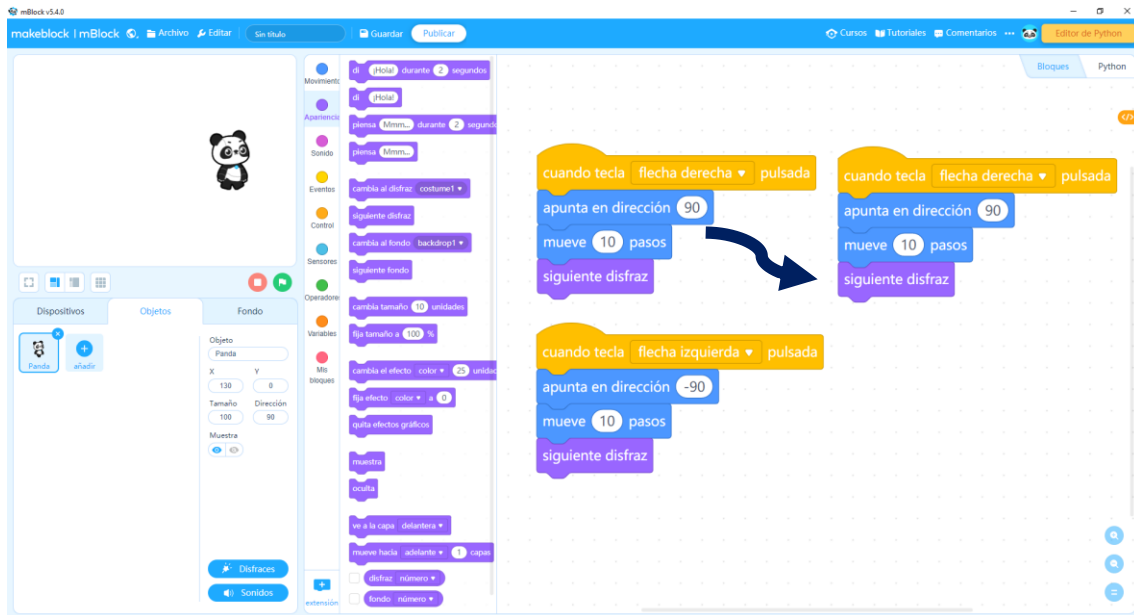 mBlock v5.4.0
makeblock | mBlock Archivo Editar Sin título Guardar Publicar Cursos Tutoriales Comentarios Editor de Python
Bloques Python
Movimiento
Apariencia
Sonido
Eventos
Control
Sensores
Operadore
Variables
Mis
bloques
extensión
di ¡Hola! durante 2 segundos
di ¡Hola!
piensa Mmm... durante 2 segund
piensa Mmm...
cambia al disfraz costume1
siguiente disfraz
cambia al fondo backdrop1
siguiente fondo
cambia tamaño 10 unidades
fija tamaño a 100 %
cambia el efecto color 25 unidad
fija efecto color a 0
quita efectos gráficos
muestra
oculta
ve a la capa delantera
mueve hacia adelante 1 capas
disfraz número
fondo número
cuando tecla flecha derecha pulsada
apunta en dirección 90
mueve 10 pasos
siguiente disfraz
cuando tecla flecha derecha pulsada
apunta en dirección 90
mueve 10 pasos
siguiente disfraz
cuando tecla flecha izquierda pulsada
apunta en dirección -90
mueve 10 pasos
siguiente disfraz
Dispositivos Objetos Fondo
Panda
añadir
Objeto
Panda
X Y
130 0
Tamaño Dirección
100 90
Muestra
Disfraces
Sonidos